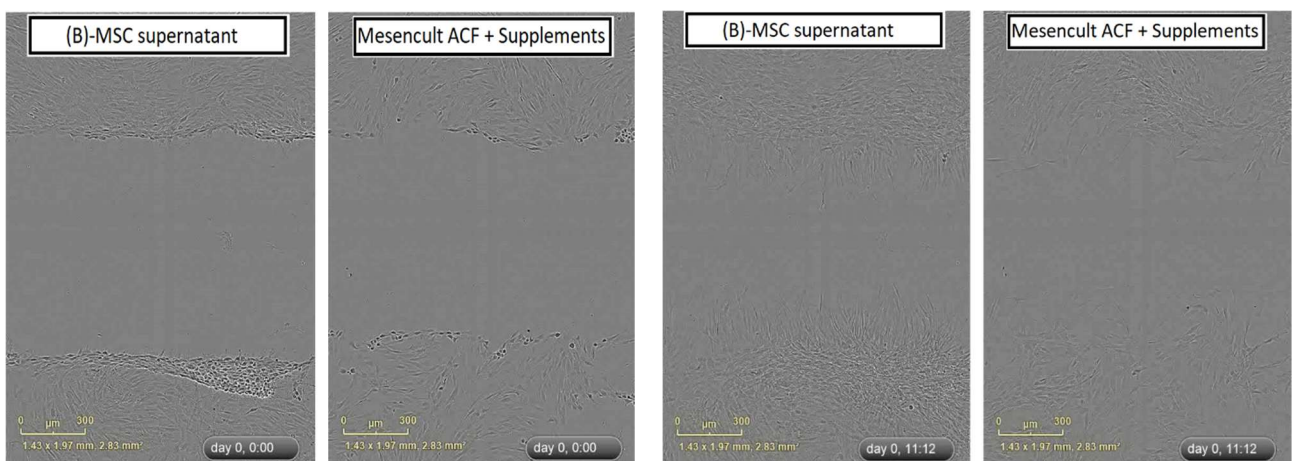 (B)-MSC supernatant
Mesencult ACF + Supplements
(B)-MSC supernatant
Mesencult ACF + Supplements
0 μm 300
1.43 x 1.97 mm, 2.83 mm²
day 0, 0:00
0 μm 300
1.43 x 1.97 mm, 2.83 mm²
day 0, 0:00
0 μm 300
1.43 x 1.97 mm, 2.83 mm²
day 0, 11:12
0 μm 300
1.43 x 1.97 mm, 2.83 mm²
day 0, 11:12